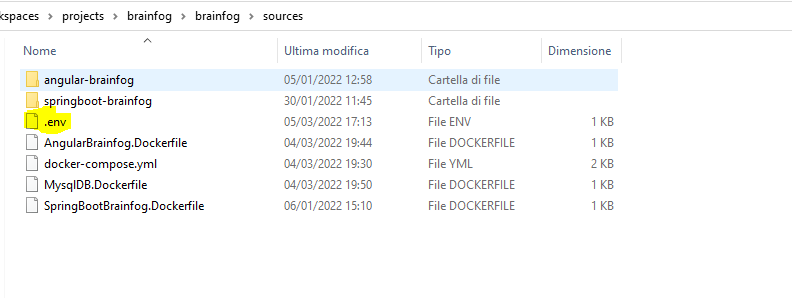 kspaces > projects > brainfog > brainfog > sources
Nome Ultima modifica Tipo Dimensione
angular-brainfog 05/01/2022 12:58 Cartella di file
springboot-brainfog 30/01/2022 11:45 Cartella di file
.env 05/03/2022 17:13 File ENV 1 KB
AngularBrainfog.Dockerfile 04/03/2022 19:44 File DOCKERFILE 1 KB
docker-compose.yml 04/03/2022 19:30 File YML 2 KB
MysqlDB.Dockerfile 04/03/2022 19:50 File DOCKERFILE 1 KB
SpringBootBrainfog.Dockerfile 06/01/2022 15:10 File DOCKERFILE 1 KB